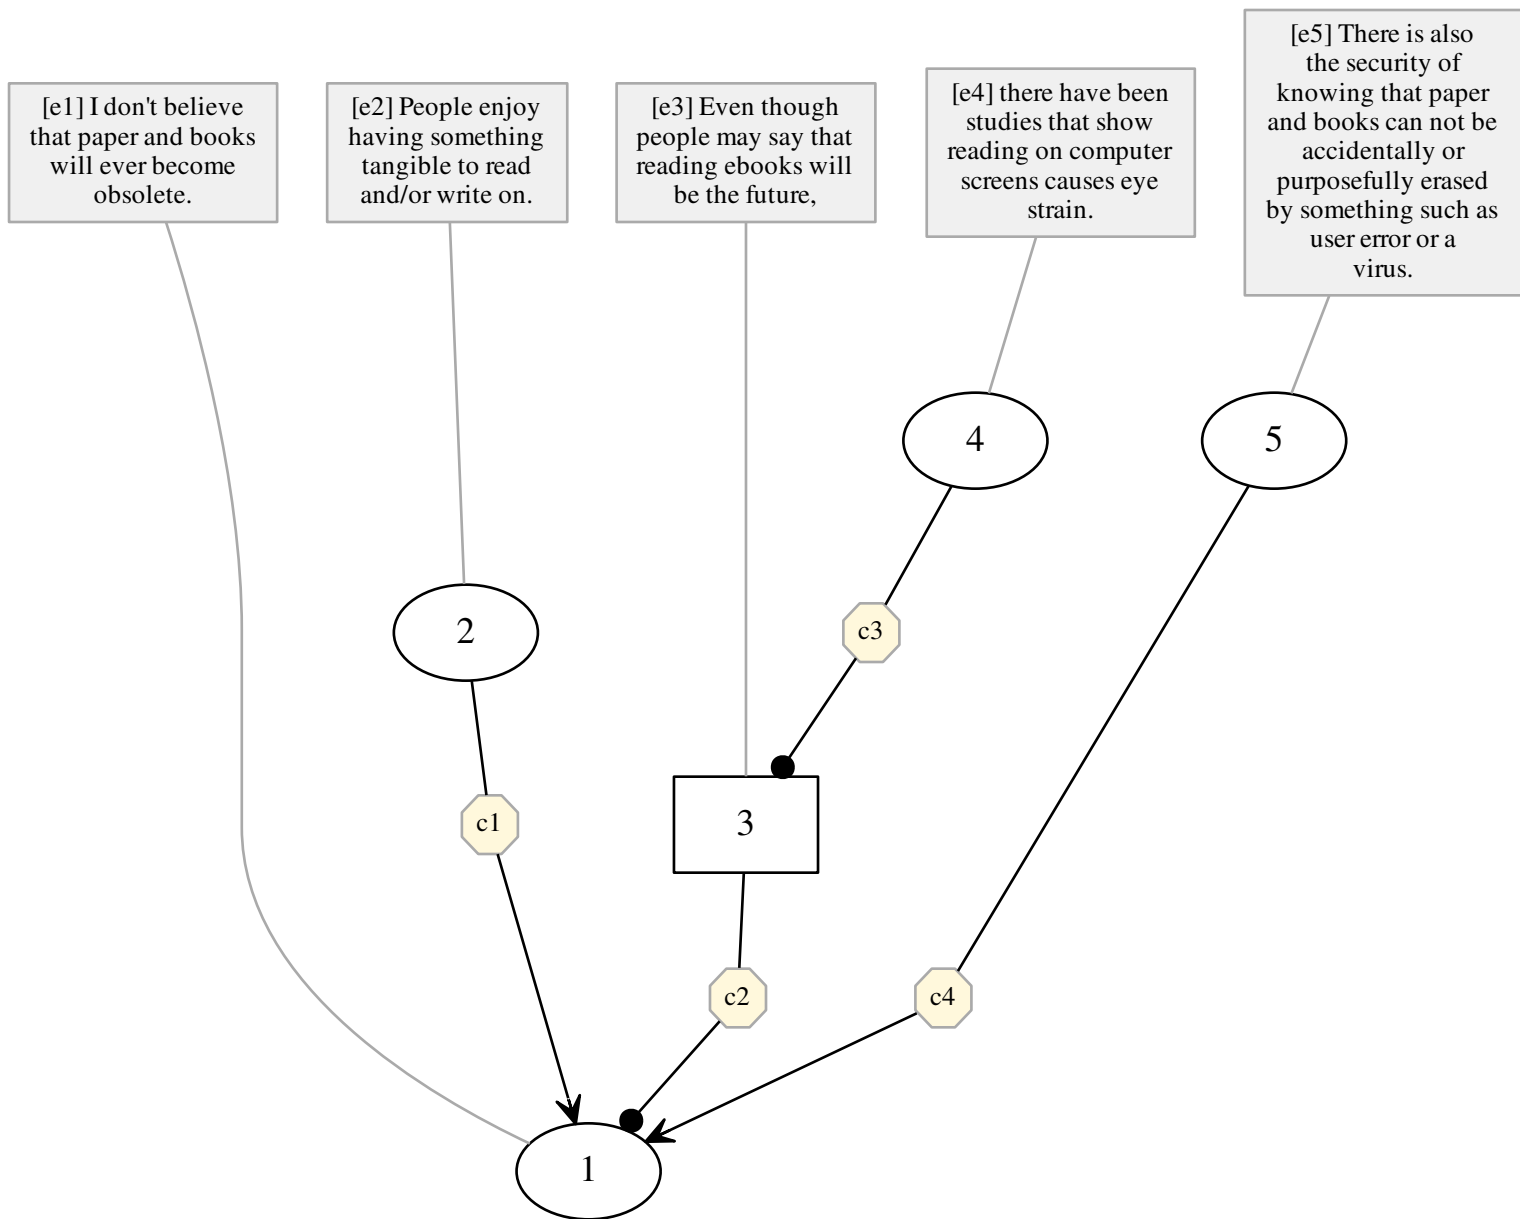 [e1] I don't believe
that paper and books
will ever become
obsolete.
[e2] People enjoy
having something
tangible to read
and/or write on.
[e3] Even though
people may say that
reading ebooks will
be the future,
[e4] there have been
studies that show
reading on computer
screens causes eye
strain.
[e5] There is also
the security of
knowing that paper
and books can not be
accidentally or
purposefully erased
by something such as
user error or a
virus.
4
5
2
c3
c1
3
c2
c4
1